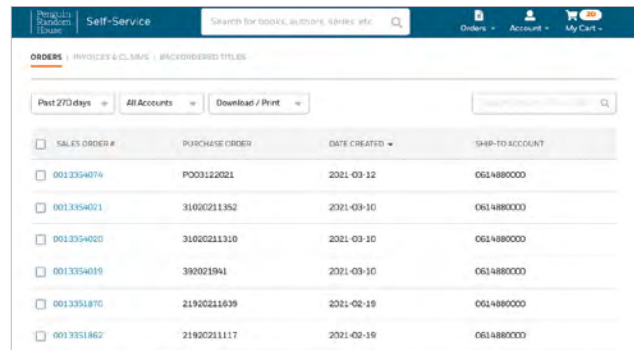 Penguin
Random
House
Self-Service
Search for books, authors, series, etc.
Orders
Account
20
My Cart
ORDERS | INVOICES & CLAIMS | BACKORDERED TITLES
Past 270 days
All Accounts
Download / Print
SALES ORDER # PURCHASE ORDER DATE CREATED SHIP-TO ACCOUNT
0013354074 PO03122021 2021-03-12 0614880000
0013354021 31020211352 2021-03-10 0614880000
0013354020 31020211310 2021-03-10 0614880000
0013354019 392021941 2021-03-10 0614880000
0013351870 21920211639 2021-02-19 0614880000
0013351862 21920211117 2021-02-19 0614880000